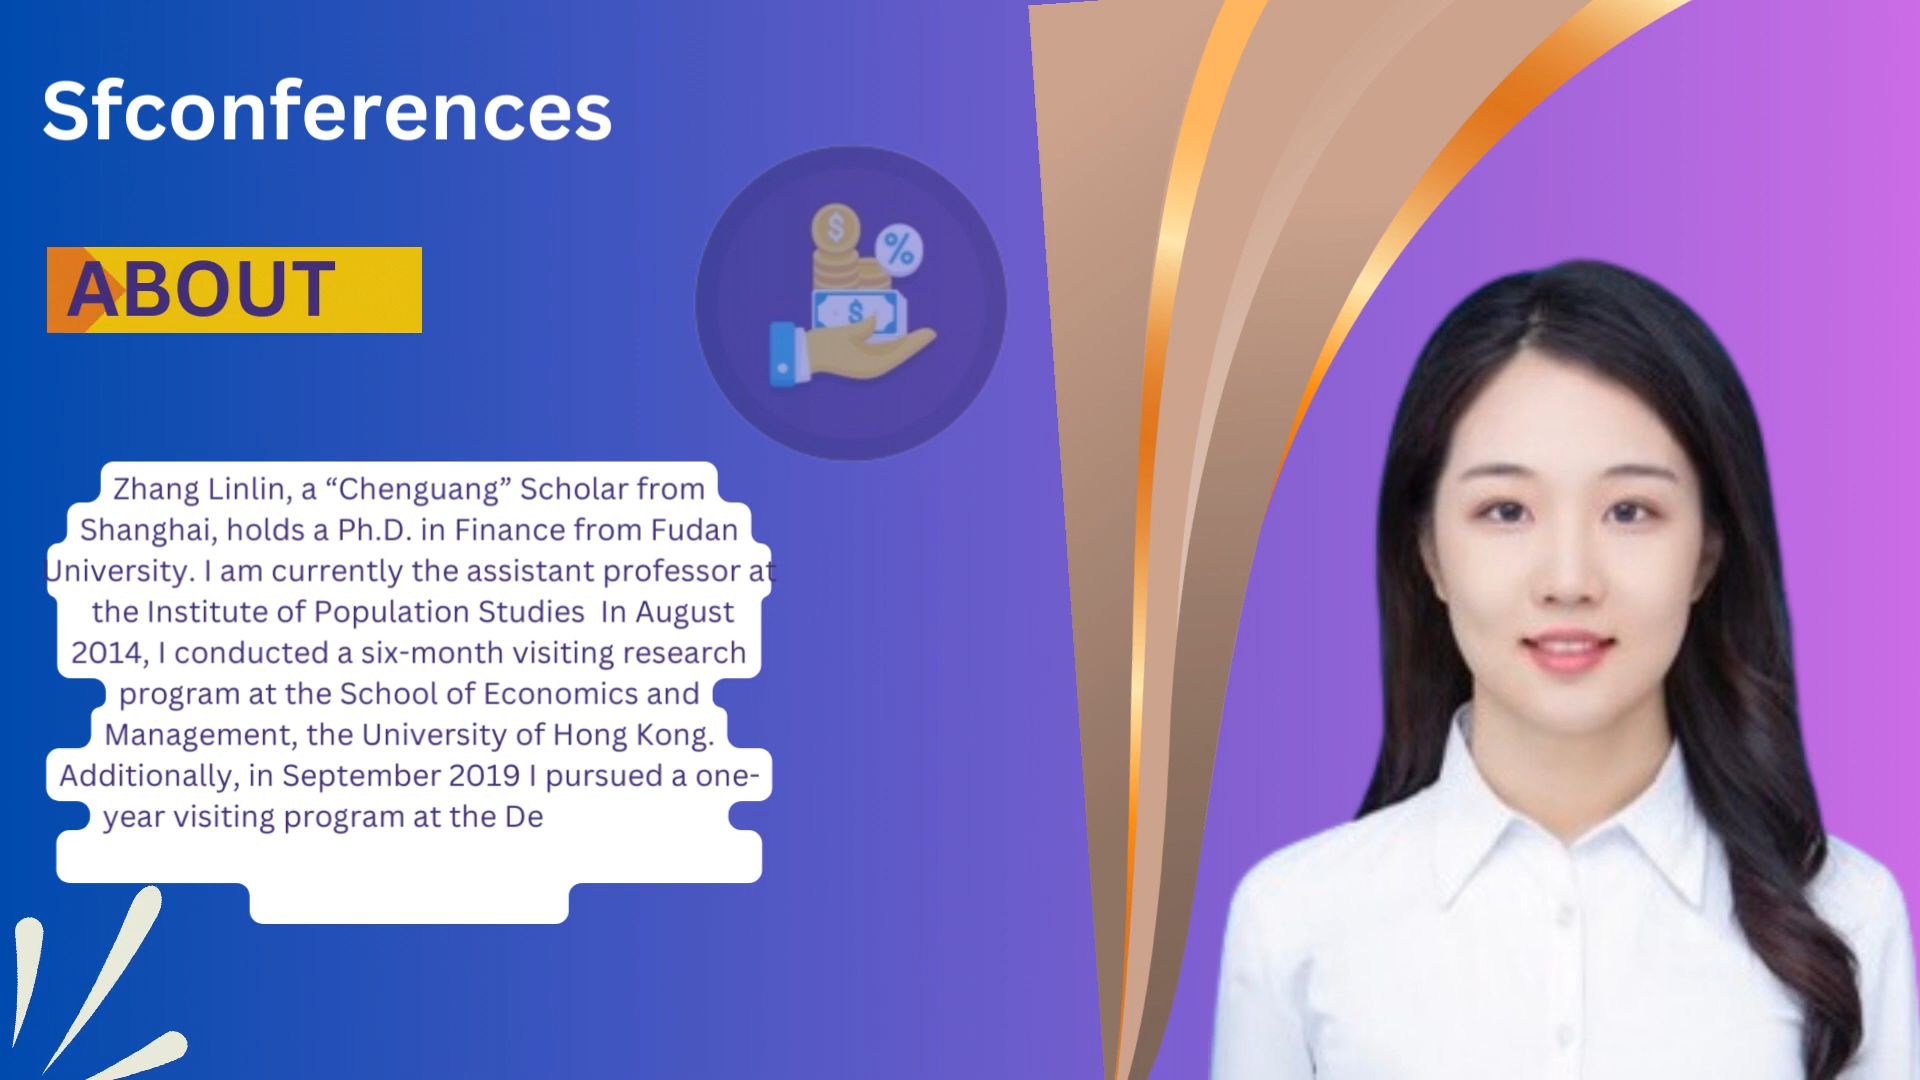 Sfconferences
ABOUT
$
%
$
Zhang Linlin, a “Chenguang” Scholar from
Shanghai, holds a Ph.D. in Finance from Fudan
University. I am currently the assistant professor at
the Institute of Population Studies  In August
2014, I conducted a six-month visiting research
program at the School of Economics and
Management, the University of Hong Kong.
Additionally, in September 2019 I pursued a one-
year visiting program at the De